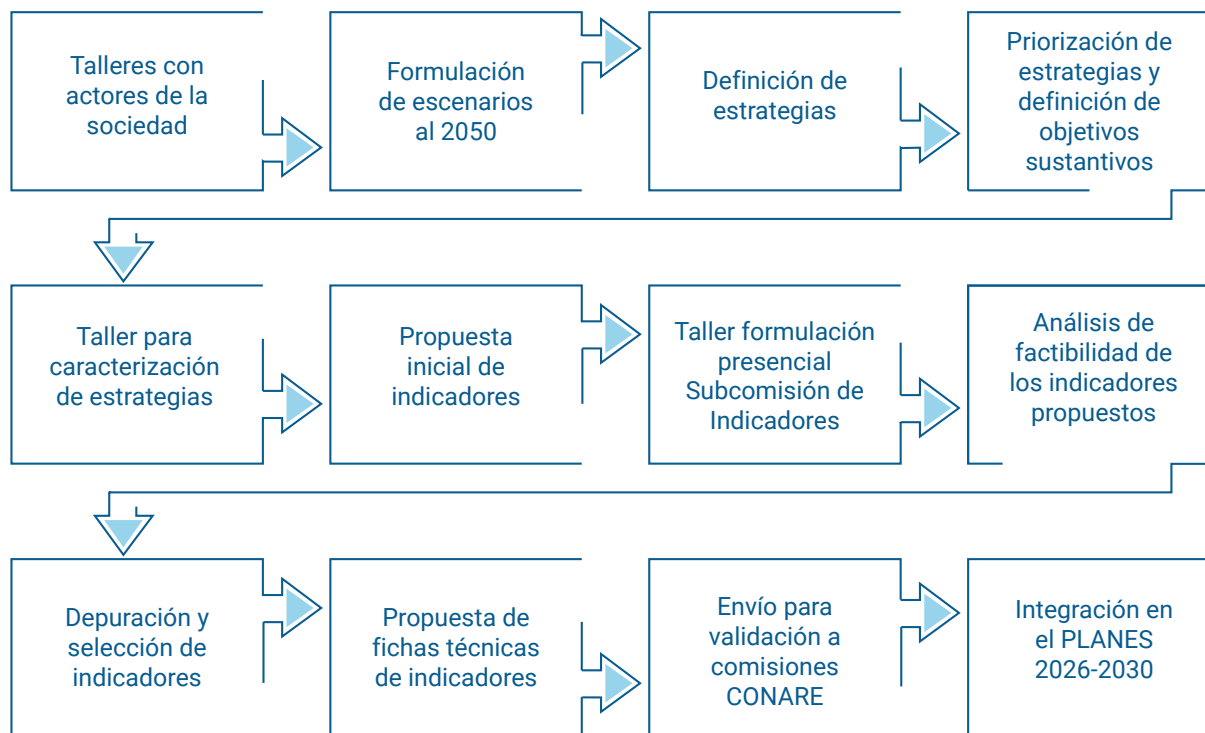 Talleres con
actores de la
sociedad
Formulación
de escenarios
al 2050
Definición de
estrategias
Priorización de
estrategias y
definición de
objetivos
sustantivos
Taller para
caracterización
de estrategias
Propuesta
inicial de
indicadores
Taller formulación
presencial
Subcomisión de
Indicadores
Análisis de
factibilidad de
los indicadores
propuestos
Depuración y
selección de
indicadores
Propuesta de
fichas técnicas
de indicadores
Envío para
validación a
comisiones
CONARE
Integración en
el PLANES
2026-2030